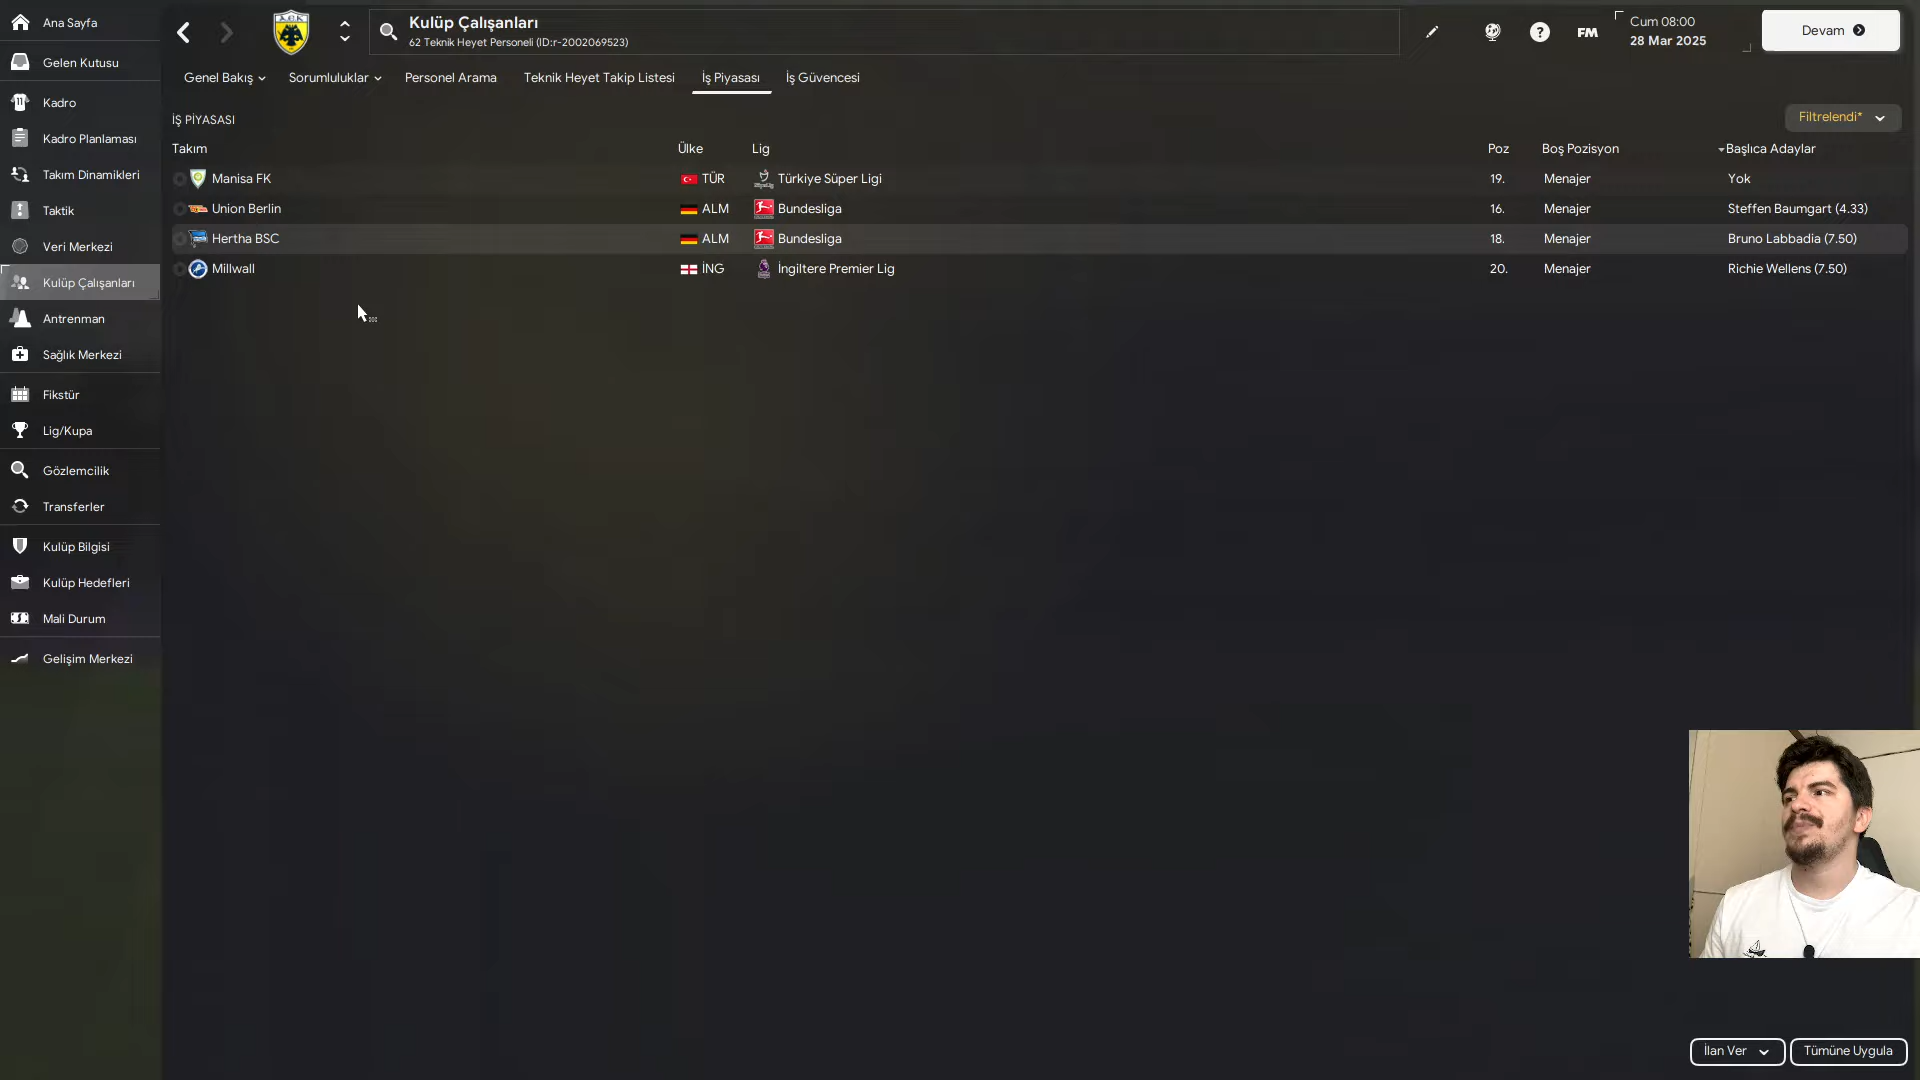 Ana Sayfa
Gelen Kutusu
Kadro
Kadro Planlaması
Takım Dinamikleri
Taktik
Veri Merkezi
Kulüp Çalışanları
Antrenman
Sağlık Merkezi
Fikstür
Lig/Kupa
Gözlemcilik
Transferler
Kulüp Bilgisi
Kulüp Hedefleri
Mali Durum
Gelişim Merkezi
Kulüp Çalışanları
62 Teknik Heyet Personeli (ID:r-2002069523)
FM
Cum 08:00
28 Mar 2025
Devam
Genel Bakış Sorumluluklar Personel Arama Teknik Heyet Takip Listesi İş Piyasası İş Güvencesi
İŞ PİYASASI
Filtrelendi*
Takım Ülke Lig Poz Boş Pozisyon Başlıca Adaylar
Manisa FK TÜR Türkiye Süper Ligi 19. Menajer Yok
Union Berlin ALM Bundesliga 16. Menajer Steffen Baumgart (4.33)
Hertha BSC ALM Bundesliga 18. Menajer Bruno Labbadia (7.50)
Millwall İNG İngiltere Premier Lig 20. Menajer Richie Wellens (7.50)
İlan Ver Tümüne Uygula